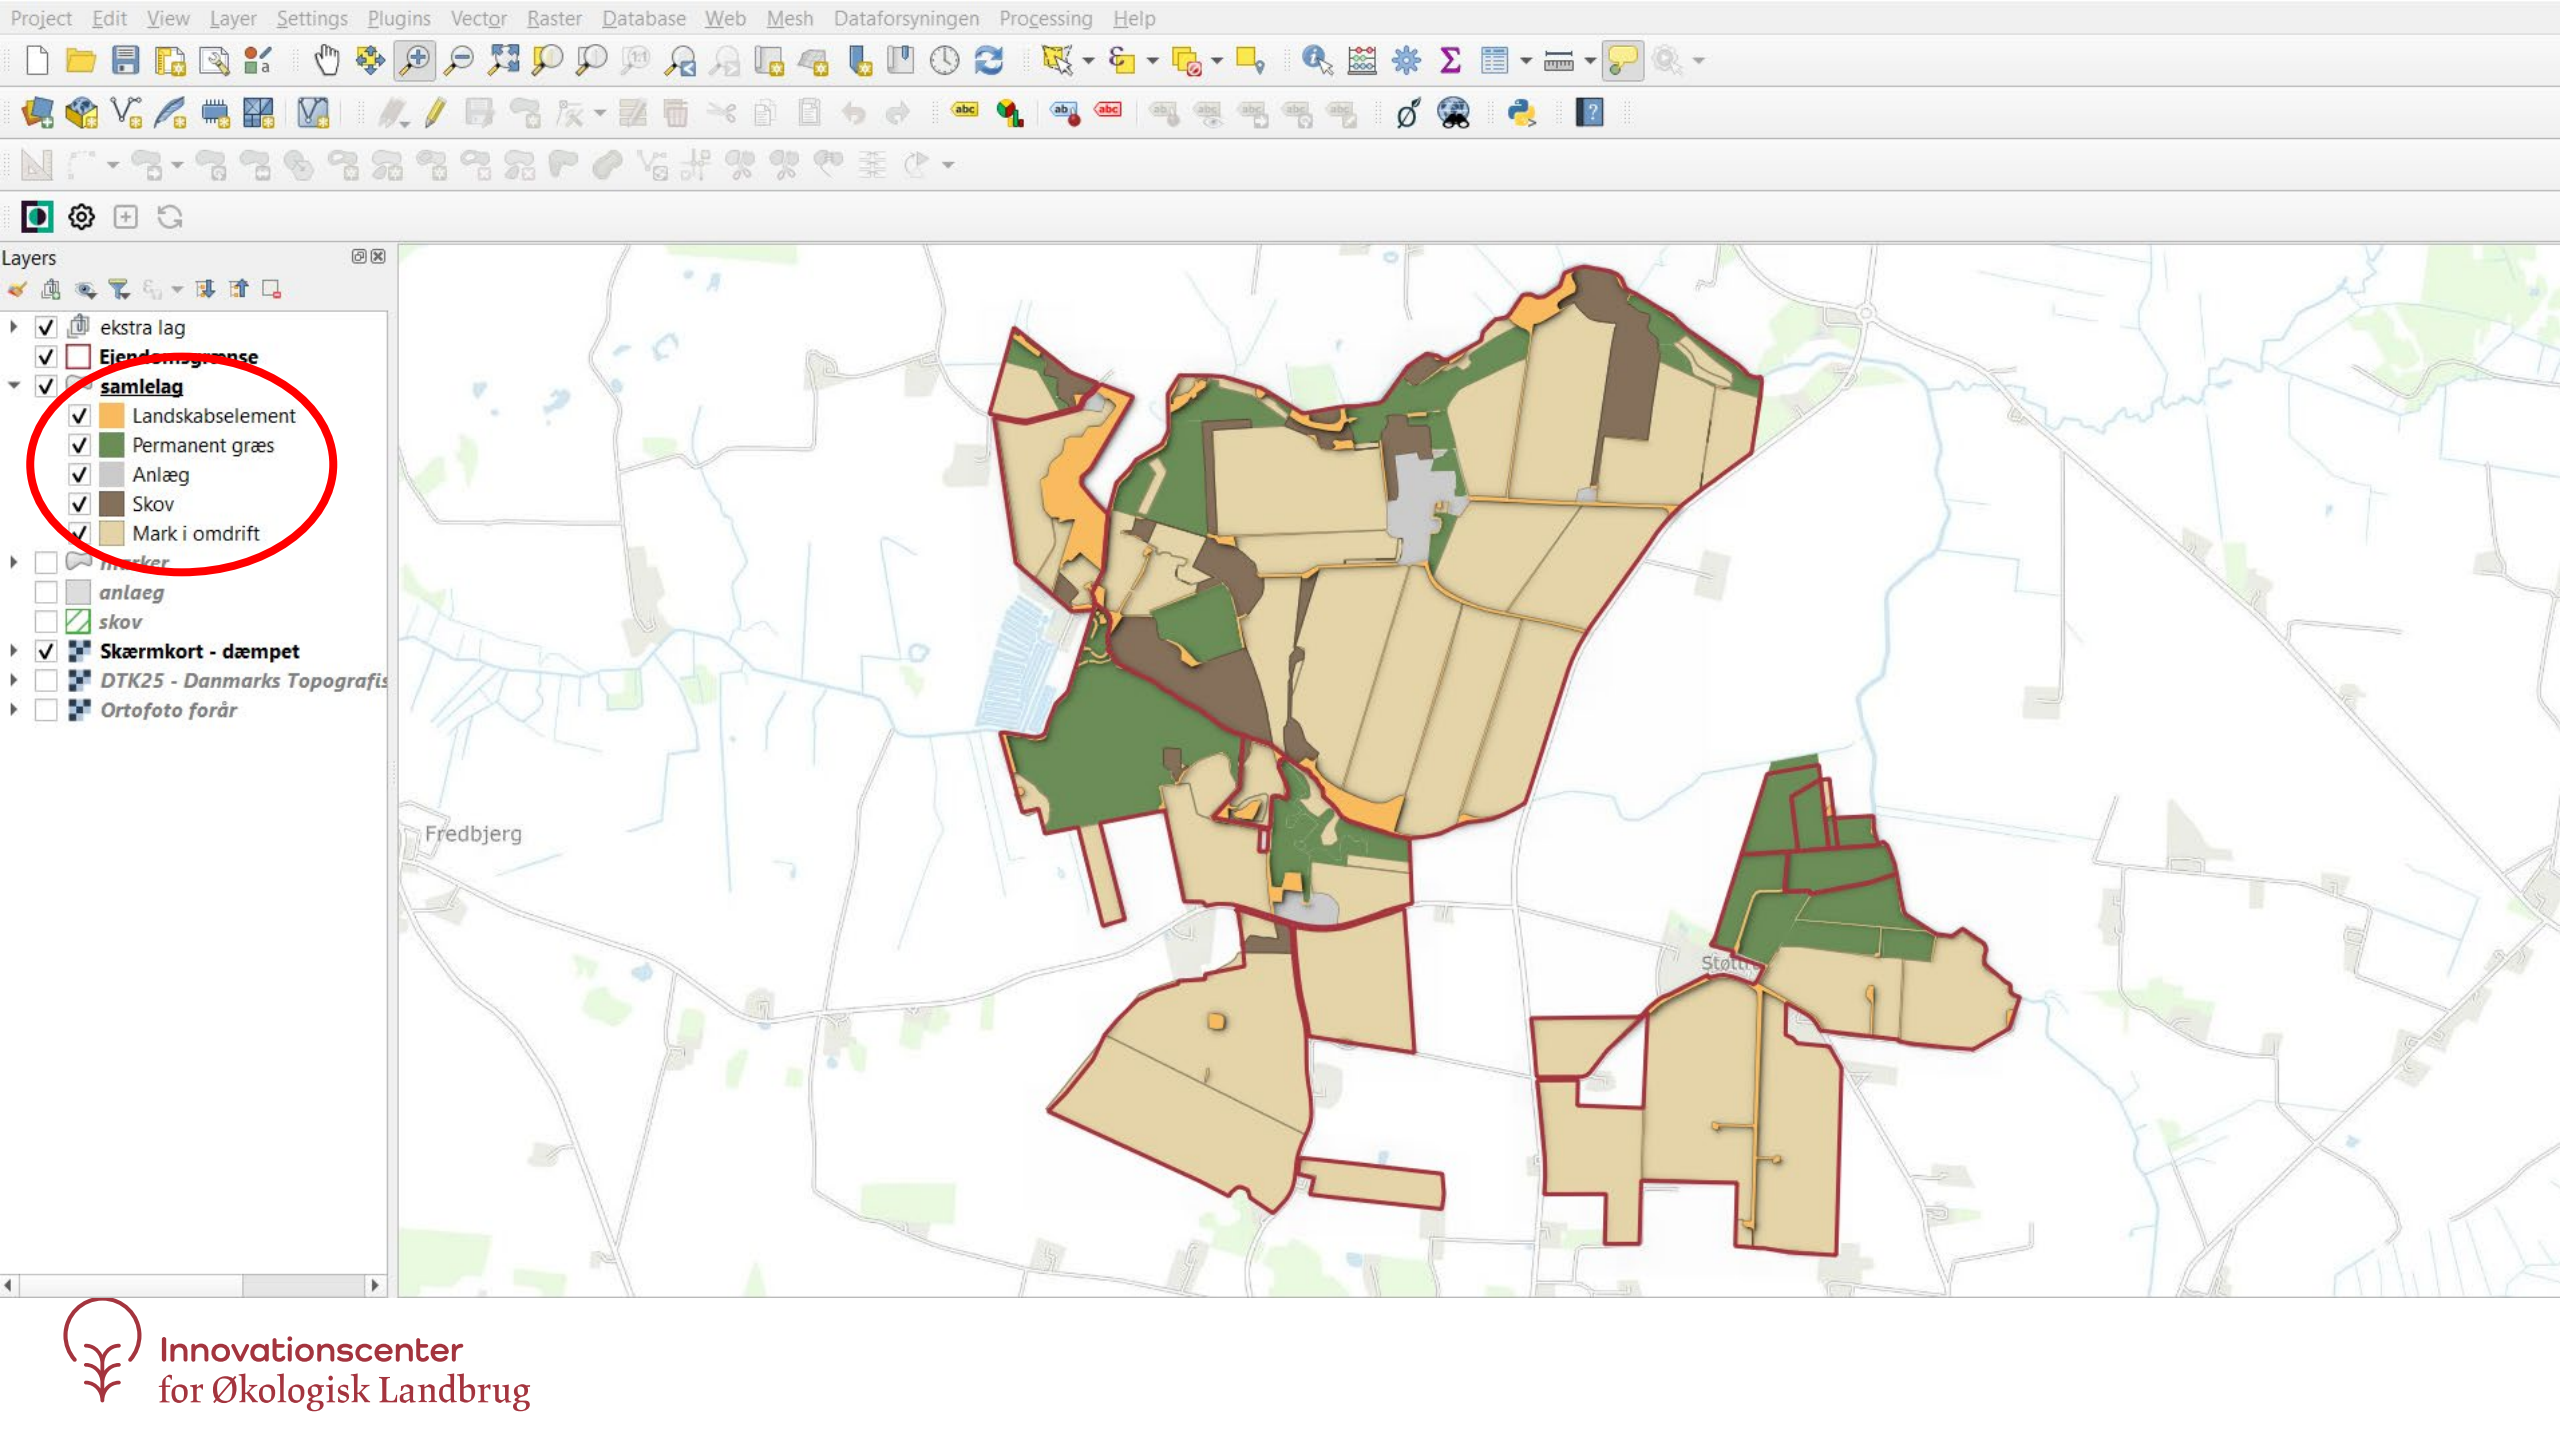 Project Edit View Layer Settings Plugins Vector Raster Database Web Mesh Dataforsyningen Processing Help
Layers
ekstra lag
Ejendomsgrænse
samlelag
Landskabselement
Permanent græs
Anlæg
Skov
Mark i omdrift
marker
anlaeg
skov
Skærmkort - dæmpet
DTK25 - Danmarks Topografis
Ortofoto forår
Fredbjerg
Innovationscenter
for Økologisk Landbrug